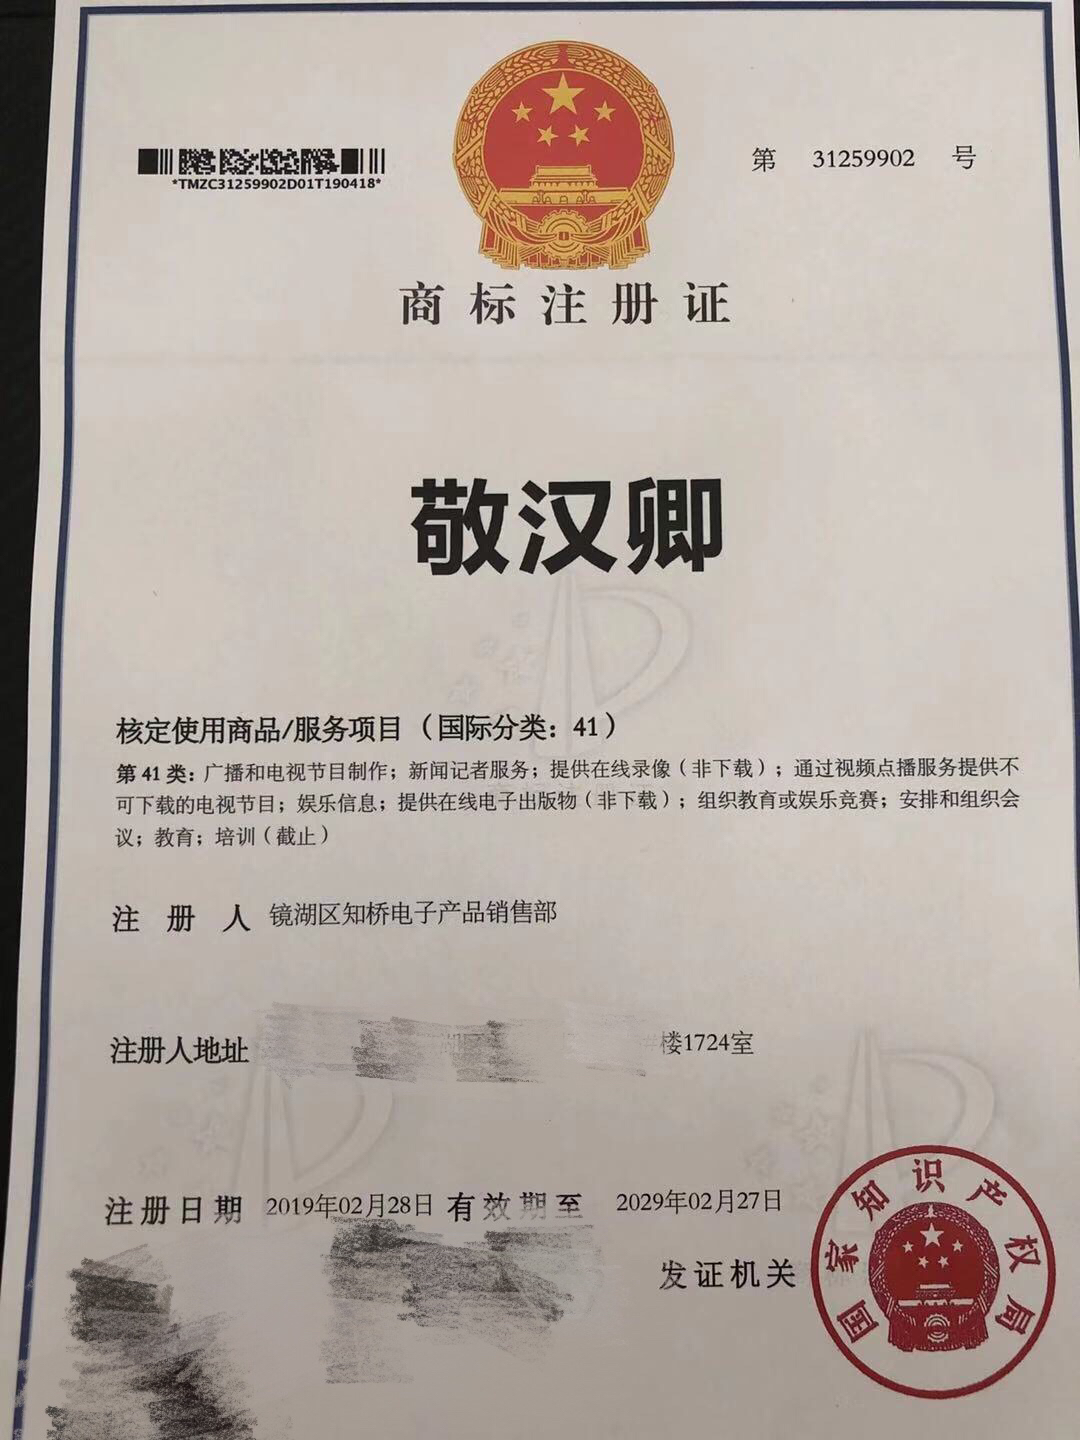 *TMZC31259902D01T190418*
第 31259902 号
商标注册证
敬汉卿
核定使用商品/服务项目（国际分类：41）
第 41 类：广播和电视节目制作；新闻记者服务；提供在线录像（非下载）；通过视频点播服务提供不
可下载的电视节目；娱乐信息；提供在线电子出版物（非下载）；组织教育或娱乐竞赛；安排和组织会
议；教育；培训（截止）
注册人 镜湖区知桥电子产品销售部
注册人地址 楼1724室
注册日期 2019年02月28日 有效期至 2029年02月27日
发证机关
国家知识产权局